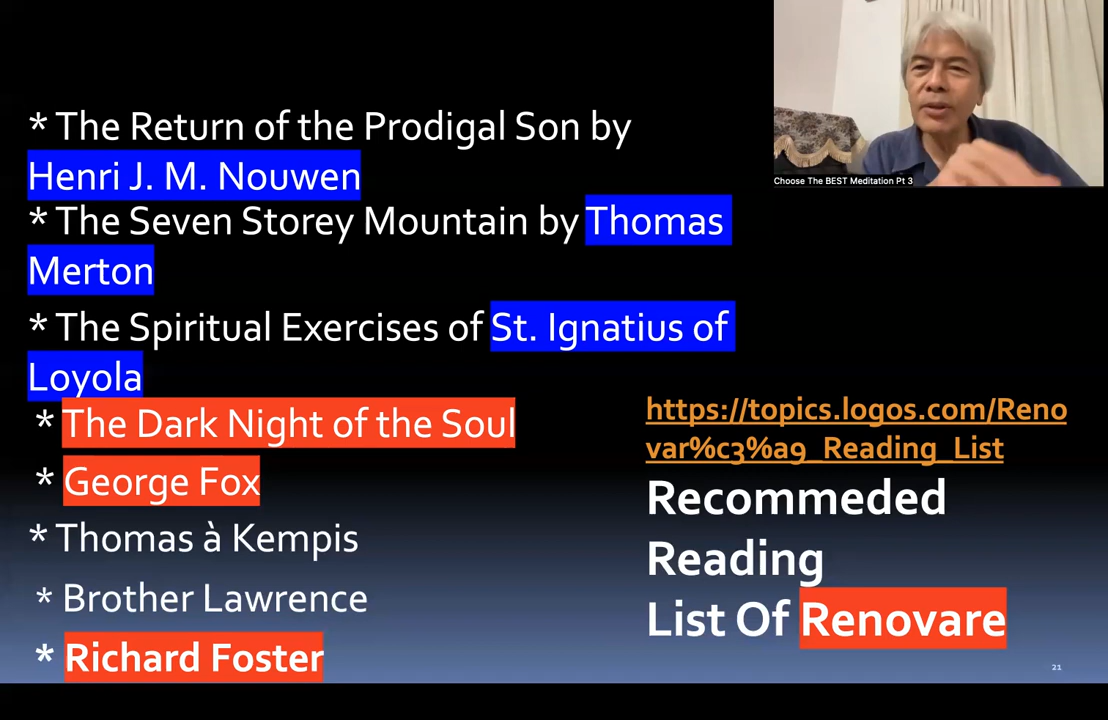 * The Return of the Prodigal Son by
Henri J. M. Nouwen
* The Seven Storey Mountain by Thomas
Merton
* The Spiritual Exercises of St. Ignatius of
Loyola
* The Dark Night of the Soul
* George Fox
* Thomas à Kempis
* Brother Lawrence
* Richard Foster
Choose The BEST Meditation Pt 3
https://topics.logos.com/Reno
var%c3%a9_Reading_List
Recommeded
Reading
List Of Renovare
21